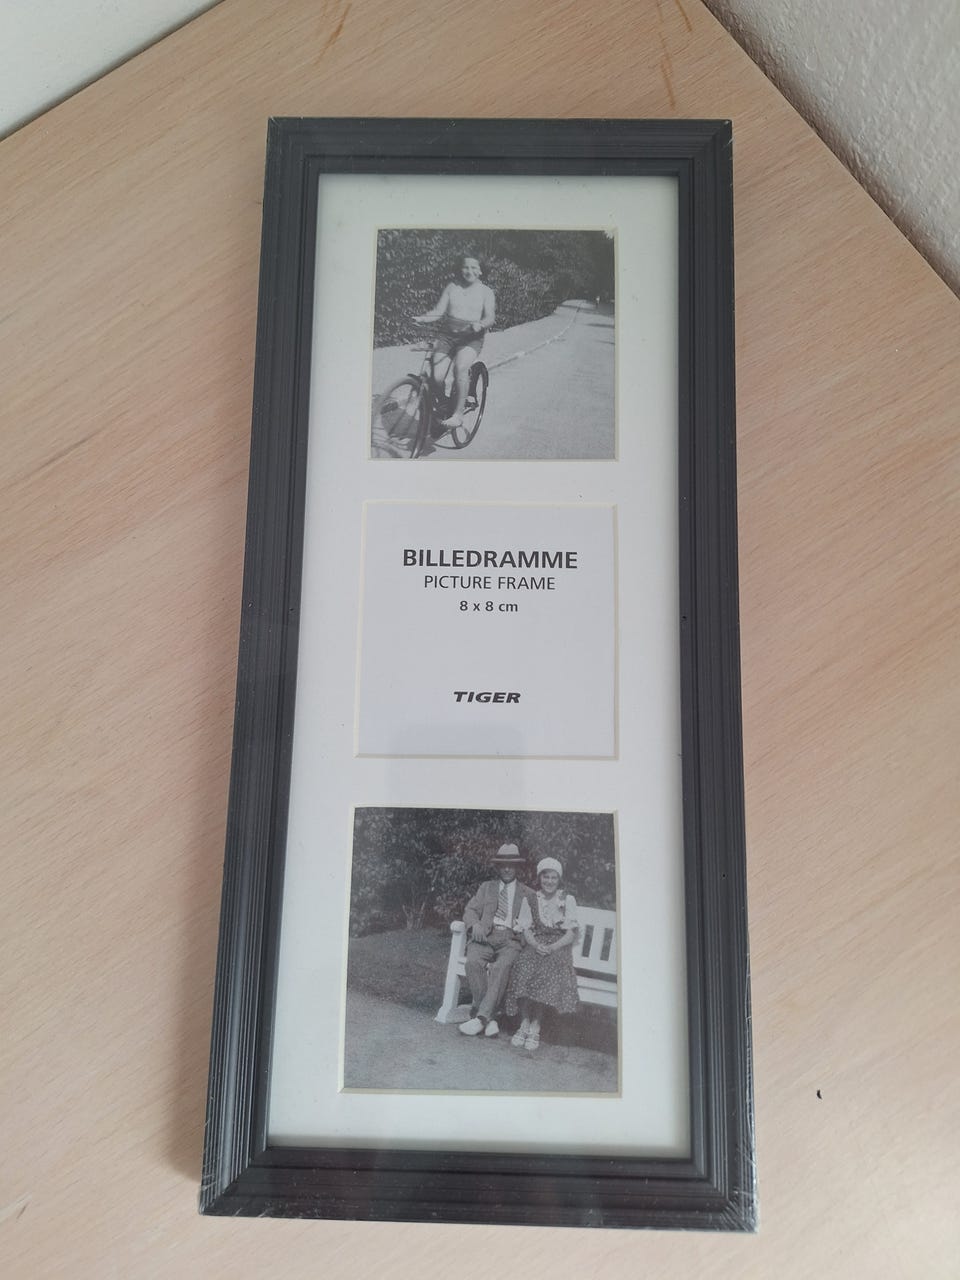 BILLEDRAMME
PICTURE FRAME
8 x 8 cm
TIGER